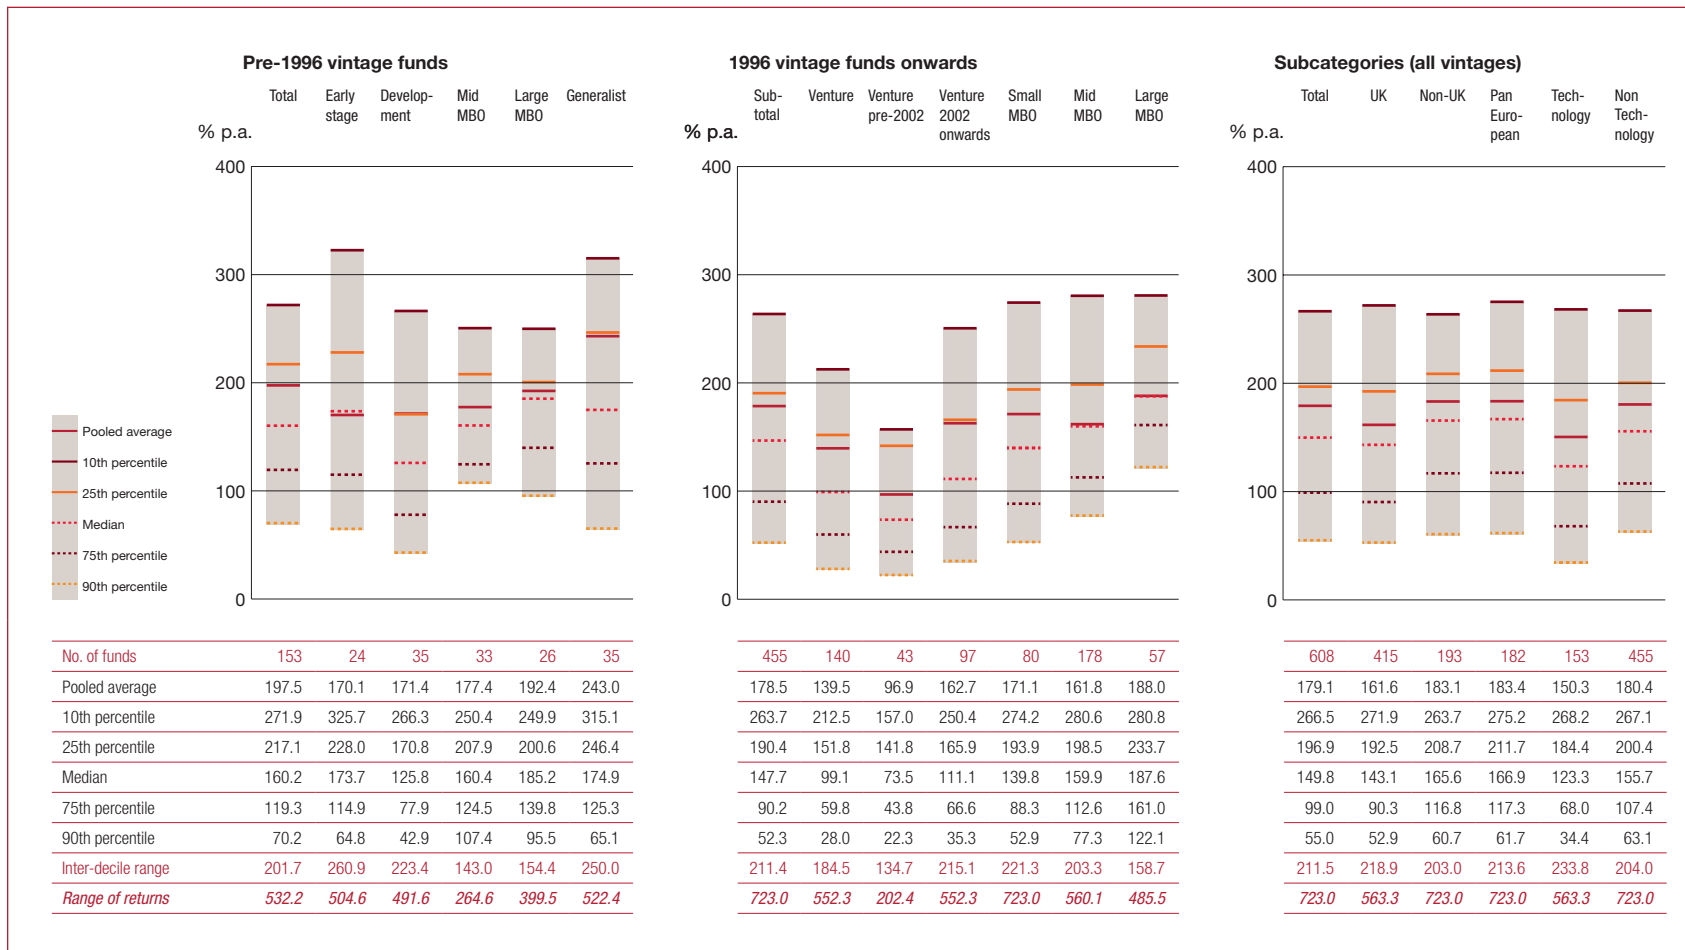 Pre-1996 vintage funds
Total Early stage Develop-ment Mid MBO Large MBO Generalist
% p.a.
400
300
200
100
0
1996 vintage funds onwards
Sub-total Venture Venture pre-2002 Venture 2002 onwards Small MBO Mid MBO Large MBO
% p.a.
400
300
200
100
0
Subcategories (all vintages)
Total UK Non-UK Pan Euro-pean Tech-nology Non Tech-nology
% p.a.
400
300
200
100
0
Pooled average
10th percentile
25th percentile
Median
75th percentile
90th percentile
No. of funds 153 24 35 33 26 35 455 140 43 97 80 178 57 608 415 193 182 153 455
Pooled average 197.5 170.1 171.4 177.4 192.4 243.0 178.5 139.5 96.9 162.7 171.1 161.8 188.0 179.1 161.6 183.1 183.4 150.3 180.4
10th percentile 271.9 325.7 266.3 250.4 249.9 315.1 263.7 212.5 157.0 250.4 274.2 280.6 280.8 266.5 271.9 263.7 275.2 268.2 267.1
25th percentile 217.1 228.0 170.8 207.9 200.6 246.4 190.4 151.8 141.8 165.9 193.9 198.5 233.7 196.9 192.5 208.7 211.7 184.4 200.4
Median 160.2 173.7 125.8 160.4 185.2 174.9 147.7 99.1 73.5 111.1 139.8 159.9 187.6 149.8 143.1 165.6 166.9 123.3 155.7
75th percentile 119.3 114.9 77.9 124.5 139.8 125.3 90.2 59.8 43.8 66.6 88.3 112.6 161.0 99.0 90.3 116.8 117.3 68.0 107.4
90th percentile 70.2 64.8 42.9 107.4 95.5 65.1 52.3 28.0 22.3 35.3 52.9 77.3 122.1 55.0 52.9 60.7 61.7 34.4 63.1
Inter-decile range 201.7 260.9 223.4 143.0 154.4 250.0 211.4 184.5 134.7 215.1 221.3 203.3 158.7 211.5 218.9 203.0 213.6 233.8 204.0
Range of returns 532.2 504.6 491.6 264.6 399.5 522.4 723.0 552.3 202.4 552.3 723.0 560.1 485.5 723.0 563.3 723.0 723.0 563.3 723.0